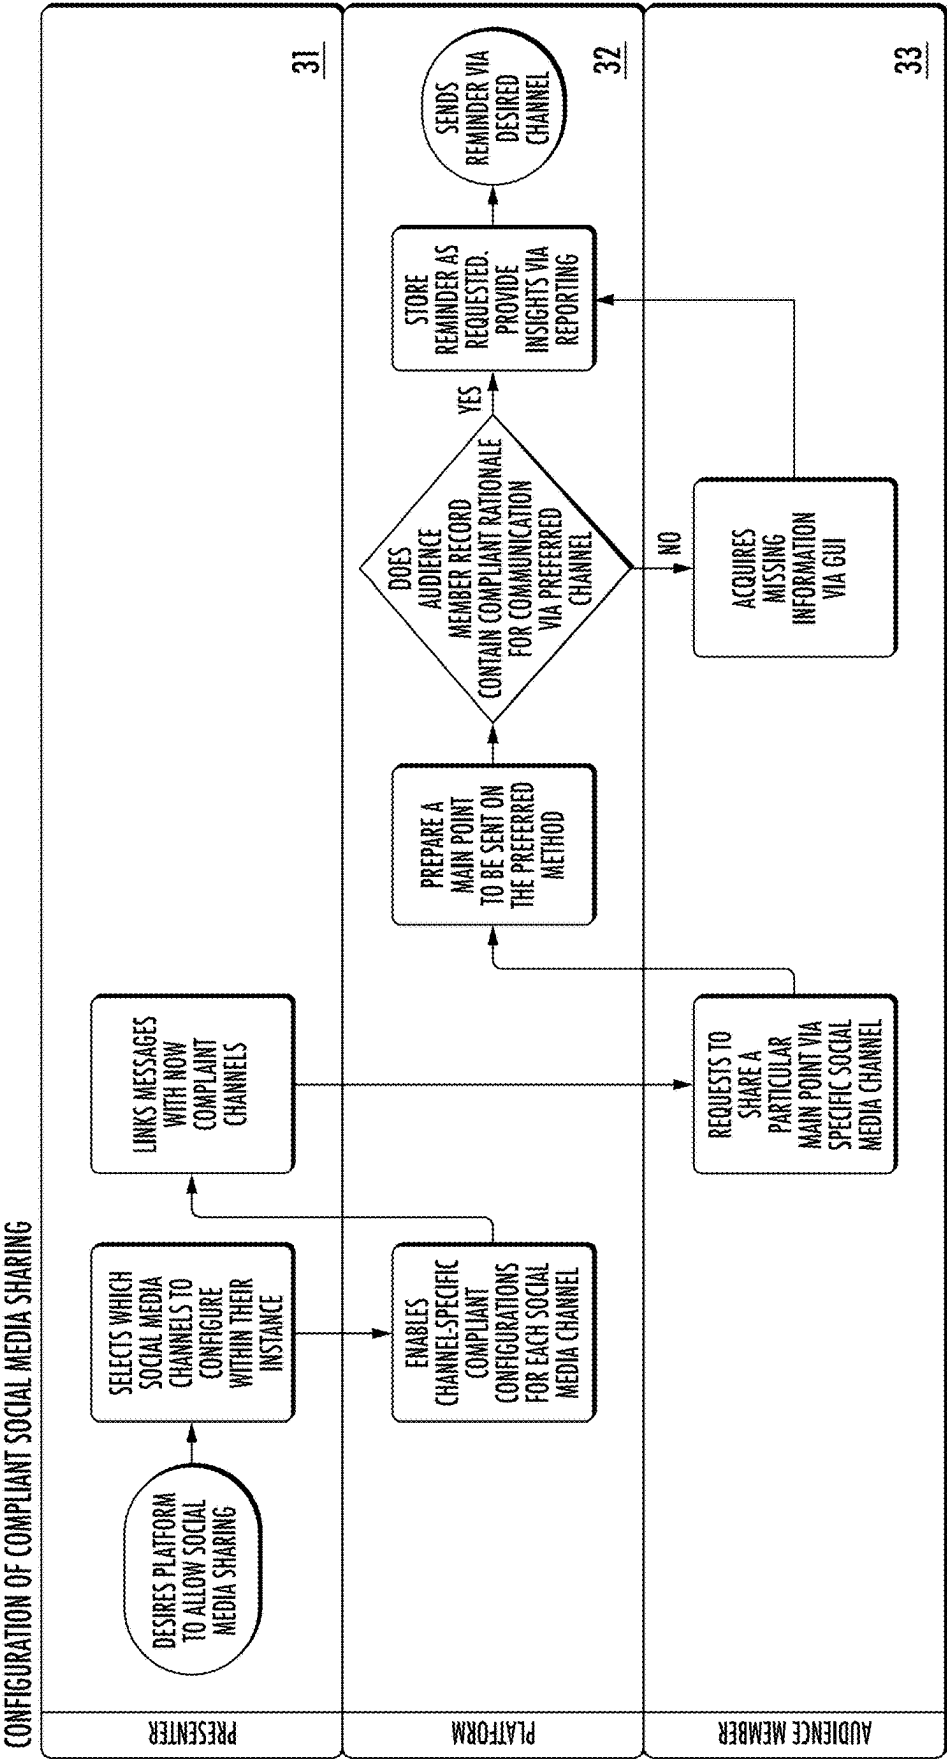 CONFIGURATION OF COMPLIANT SOCIAL MEDIA SHARING
PRESENTER
DESIRES PLATFORM
TO ALLOW SOCIAL
MEDIA SHARING
SELECTS WHICH
SOCIAL MEDIA
CHANNELS TO
CONFIGURE
WITHIN THEIR
INSTANCE
LINKS MESSAGES
WITH NOW
COMPLAINT
CHANNELS
31
PLATFORM
ENABLES
CHANNEL-SPECIFIC
COMPLIANT
CONFIGURATIONS
FOR EACH SOCIAL
MEDIA CHANNEL
PREPARE A
MAIN POINT
TO BE SENT ON
THE PREFERRED
METHOD
DOES
AUDIENCE
MEMBER RECORD
CONTAIN COMPLIANT RATIONALE
FOR COMMUNICATION
VIA PREFERRED
CHANNEL
YES
NO
STORE
REMINDER AS
REQUESTED.
PROVIDE
INSIGHTS VIA
REPORTING
SENDS
REMINDER VIA
DESIRED
CHANNEL
32
AUDIENCE MEMBER
REQUESTS TO
SHARE A
PARTICULAR
MAIN POINT VIA
SPECIFIC SOCIAL
MEDIA CHANNEL
ACQUIRES
MISSING
INFORMATION
VIA GUI
33